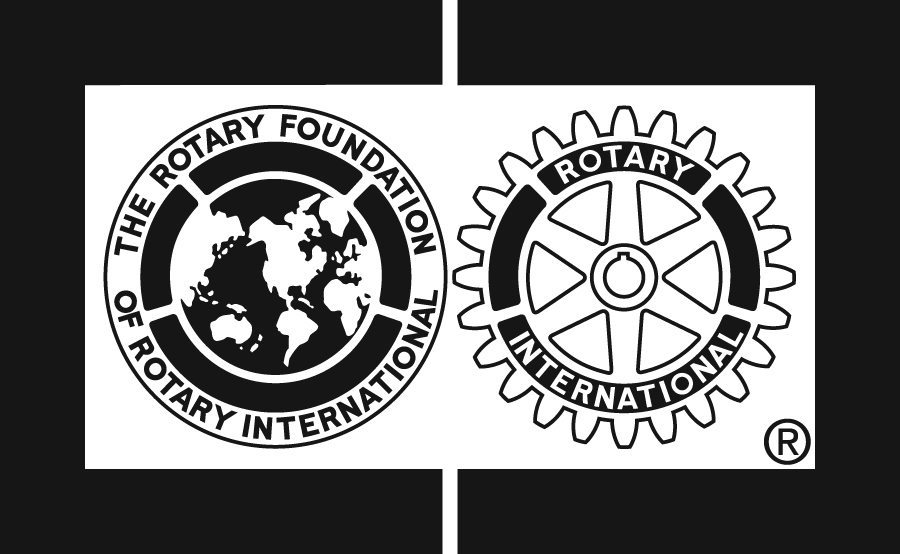 THE ROTARY FOUNDATION
OF ROTARY INTERNATIONAL
ROTARY
INTERNATIONAL
®